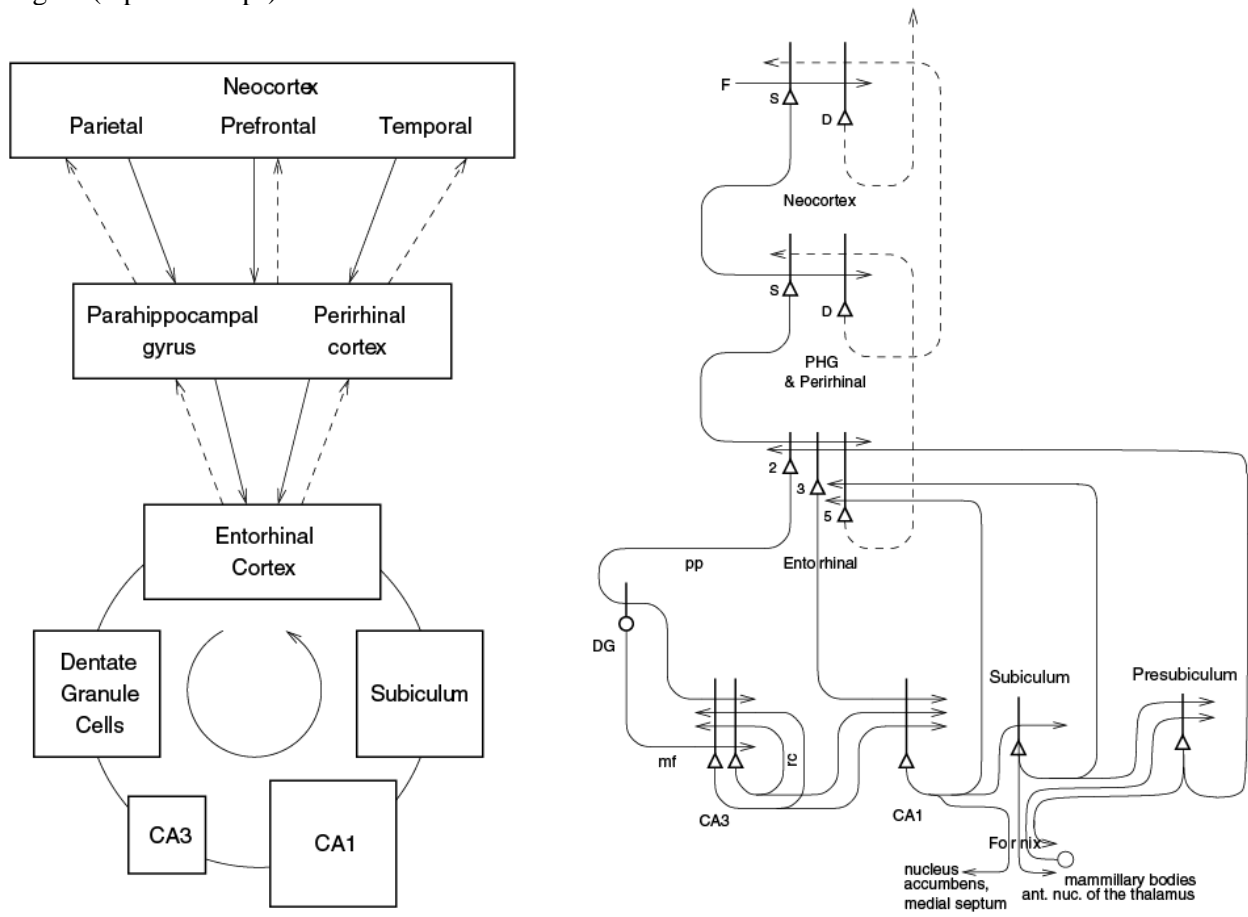 Neocortex
Parietal Prefrontal Temporal
Parahippocampal Perirhinal
gyrus cortex
Entorhinal
Cortex
Dentate
Granule
Cells
Subiculum
CA3
CA1
F
S
D
Neocortex
S
D
PHG
& Perirhinal
2
3
5
pp
Entorhinal
DG
Subiculum
Presubiculum
mf
rc
CA3
CA1
Fornix
nucleus
accumbens,
medial septum
mammillary bodies
ant. nuc. of the thalamus